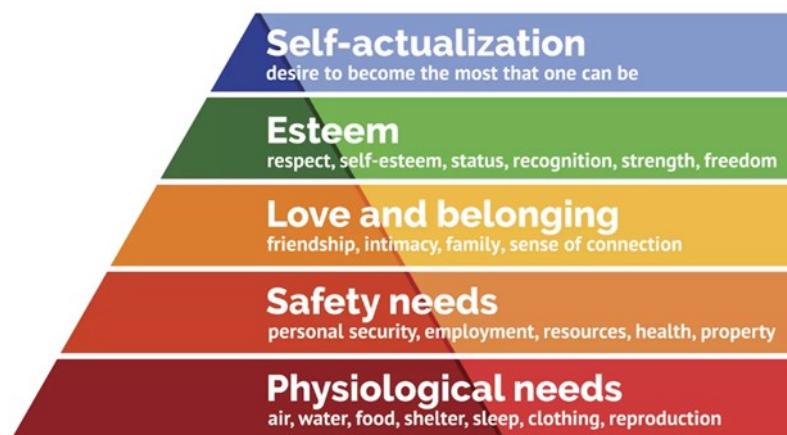 Self-actualization
desire to become the most that one can be
Esteem
respect, self-esteem, status, recognition, strength, freedom
Love and belonging
friendship, intimacy, family, sense of connection
Safety needs
personal security, employment, resources, health, property
Physiological needs
air, water, food, shelter, sleep, clothing, reproduction